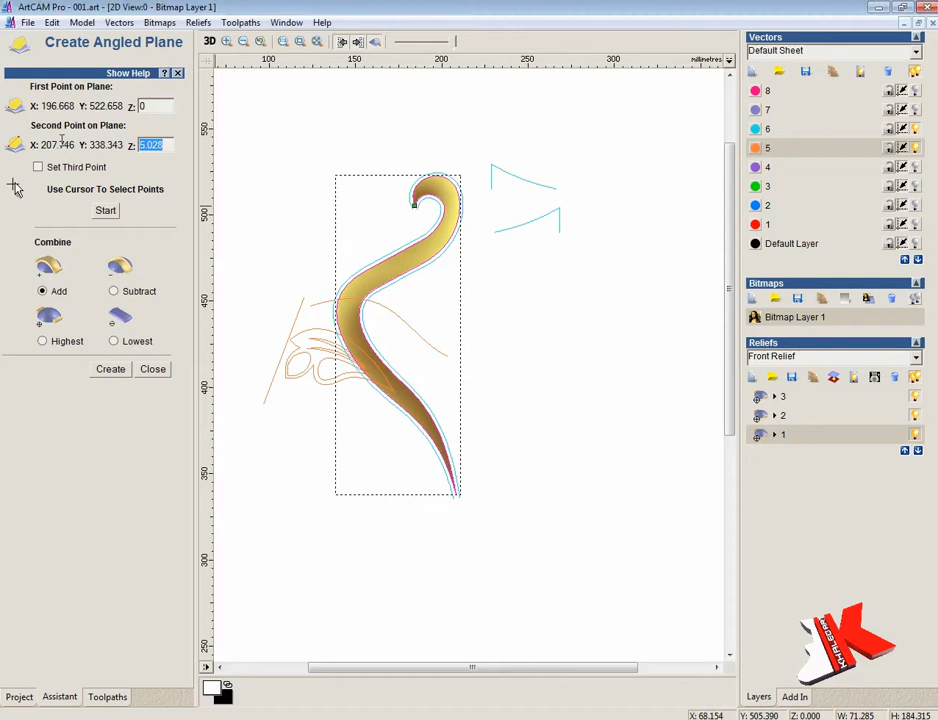 ArtCAM Pro - 001.art - [2D View:0 - Bitmap Layer 1]
File Edit Model Vectors Bitmaps Reliefs Toolpaths Window Help
Create Angled Plane
3D
Show Help ? X
100 150 200 250 300 Millimetres
First Point on Plane:
X: 196.668 Y: 522.658 Z: 0
Second Point on Plane:
X: 207.746 Y: 338.343 Z: 5.028
Set Third Point
Use Cursor To Select Points
Start
Combine
Add Subtract
Highest Lowest
Create Close
550
500
450
400
350
300
250
Vectors
Default Sheet
8
7
6
5
4
3
2
1
Default Layer
Bitmaps
Bitmap Layer 1
Reliefs
Front Relief
3
2
1
KHALEORA
Project Assistant Toolpaths
Layers Add In
X: 68.154 Y: 505.390 Z: 0.000 W: 71.285 H: 184.315